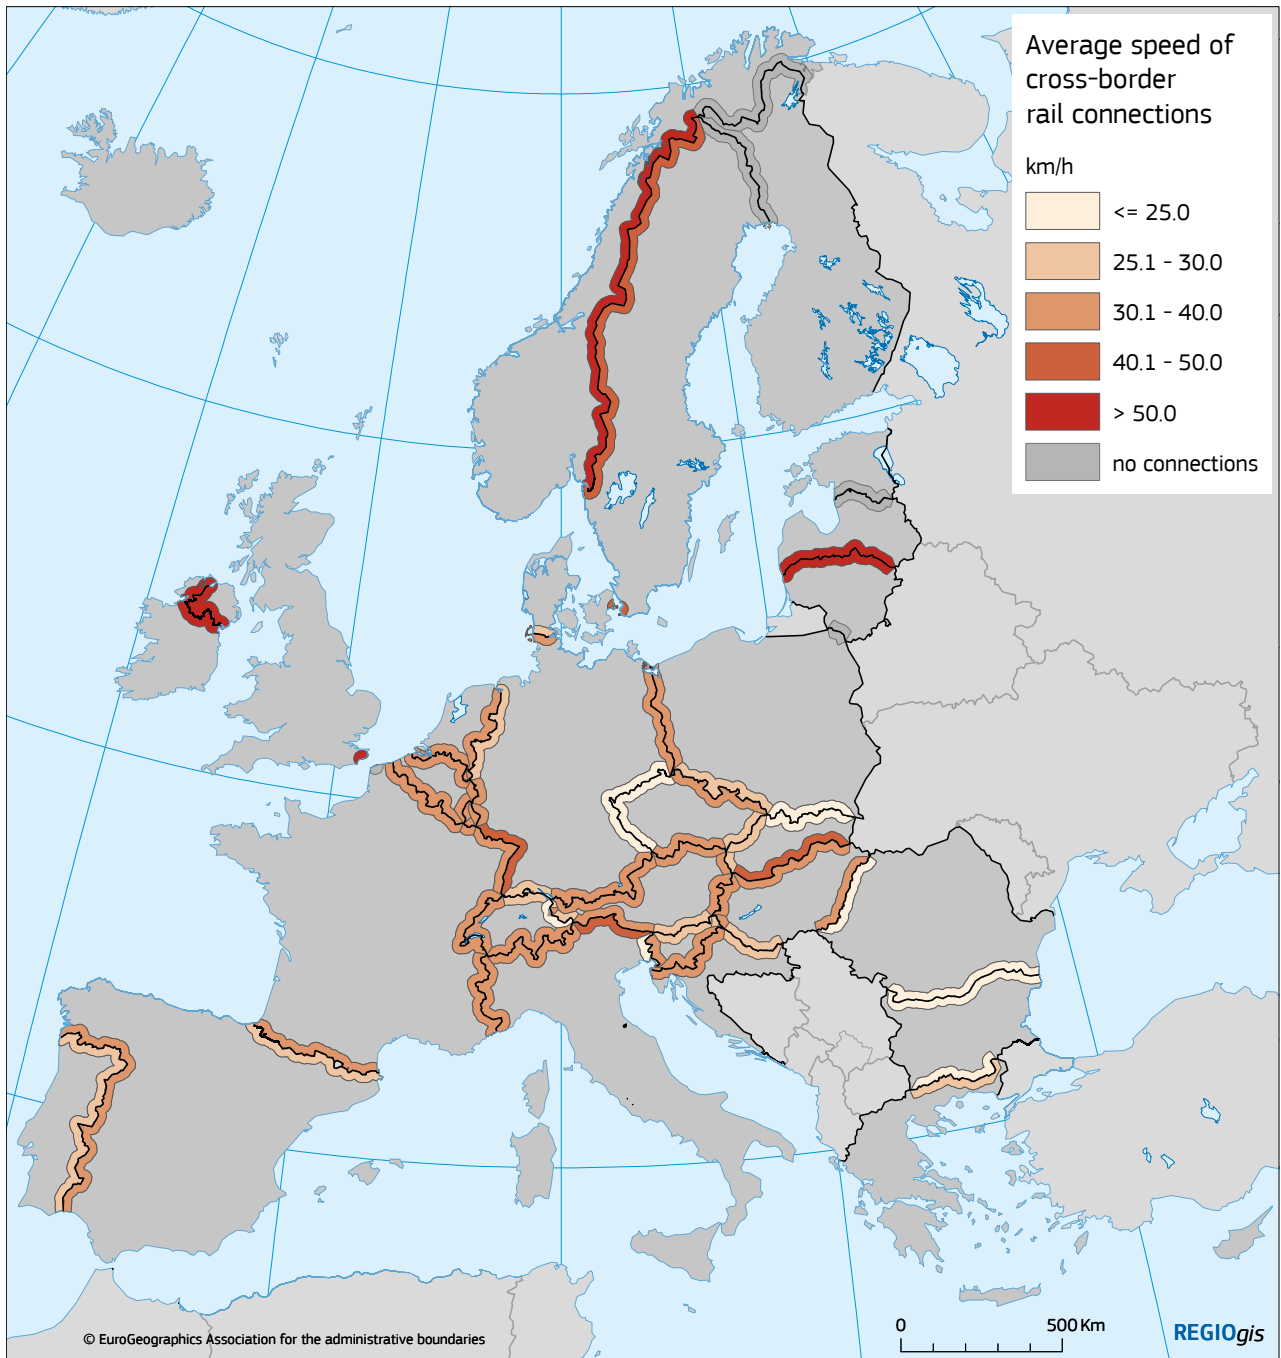 Average speed of
cross-border
rail connections
km/h
<= 25.0
25.1 - 30.0
30.1 - 40.0
40.1 - 50.0
> 50.0
no connections
0 500 Km
© EuroGeographics Association for the administrative boundaries
REGIOgis